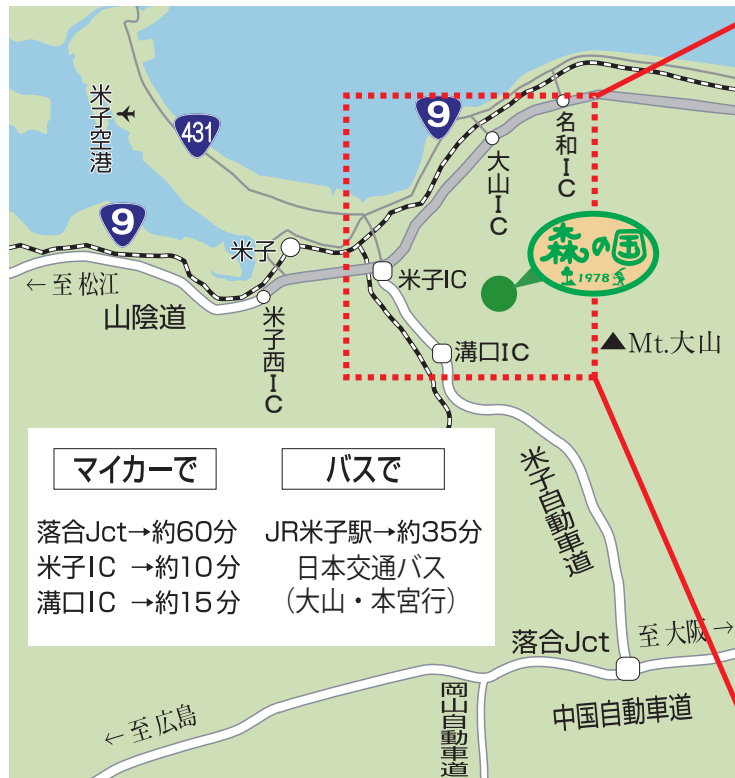 米子空港
431
9
名和IC
大山IC
9
米子
森の国
1978
米子IC
← 至 松江
山陰道
米子西IC
溝口IC
▲Mt.大山
マイカーで
落合Jct→約60分
米子IC →約10分
溝口IC →約15分
バスで
JR米子駅→約35分
日本交通バス
（大山・本宮行）
米子自動車道
落合Jct
至 大阪 →
中国自動車道
岡山自動車道
← 至 広島